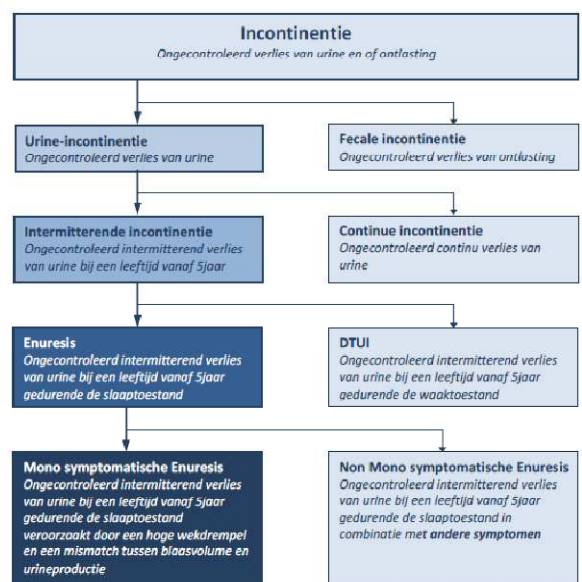 Incontinentie
Ongecontroleerd verlies van urine en of ontlasting
Urine-incontinentie
Ongecontroleerd verlies van urine
Fecale incontinentie
Ongecontroleerd verlies van ontlasting
Intermitterende incontinentie
Ongecontroleerd intermitterend verlies
van urine bij een leeftijd vanaf 5jaar
Continue incontinentie
Ongecontroleerd continu verlies van
urine
Enuresis
Ongecontroleerd intermitterend verlies
van urine bij een leeftijd vanaf 5jaar
gedurende de slaaptoestand
DTUI
Ongecontroleerd intermitterend verlies
van urine bij een leeftijd vanaf 5jaar
gedurende de waaktoestand
Mono symptomatische Enuresis
Ongecontroleerd intermitterend verlies
van urine bij een leeftijd vanaf 5jaar
gedurende de slaaptoestand
veroorzaakt door een hoge wekdrempel
en een mismatch tussen blaasvolume en
urineproductie
Non Mono symptomatische Enuresis
Ongecontroleerd intermitterend verlies
van urine bij een leeftijd vanaf 5jaar
gedurende de slaaptoestand in
combinatie met andere symptomen